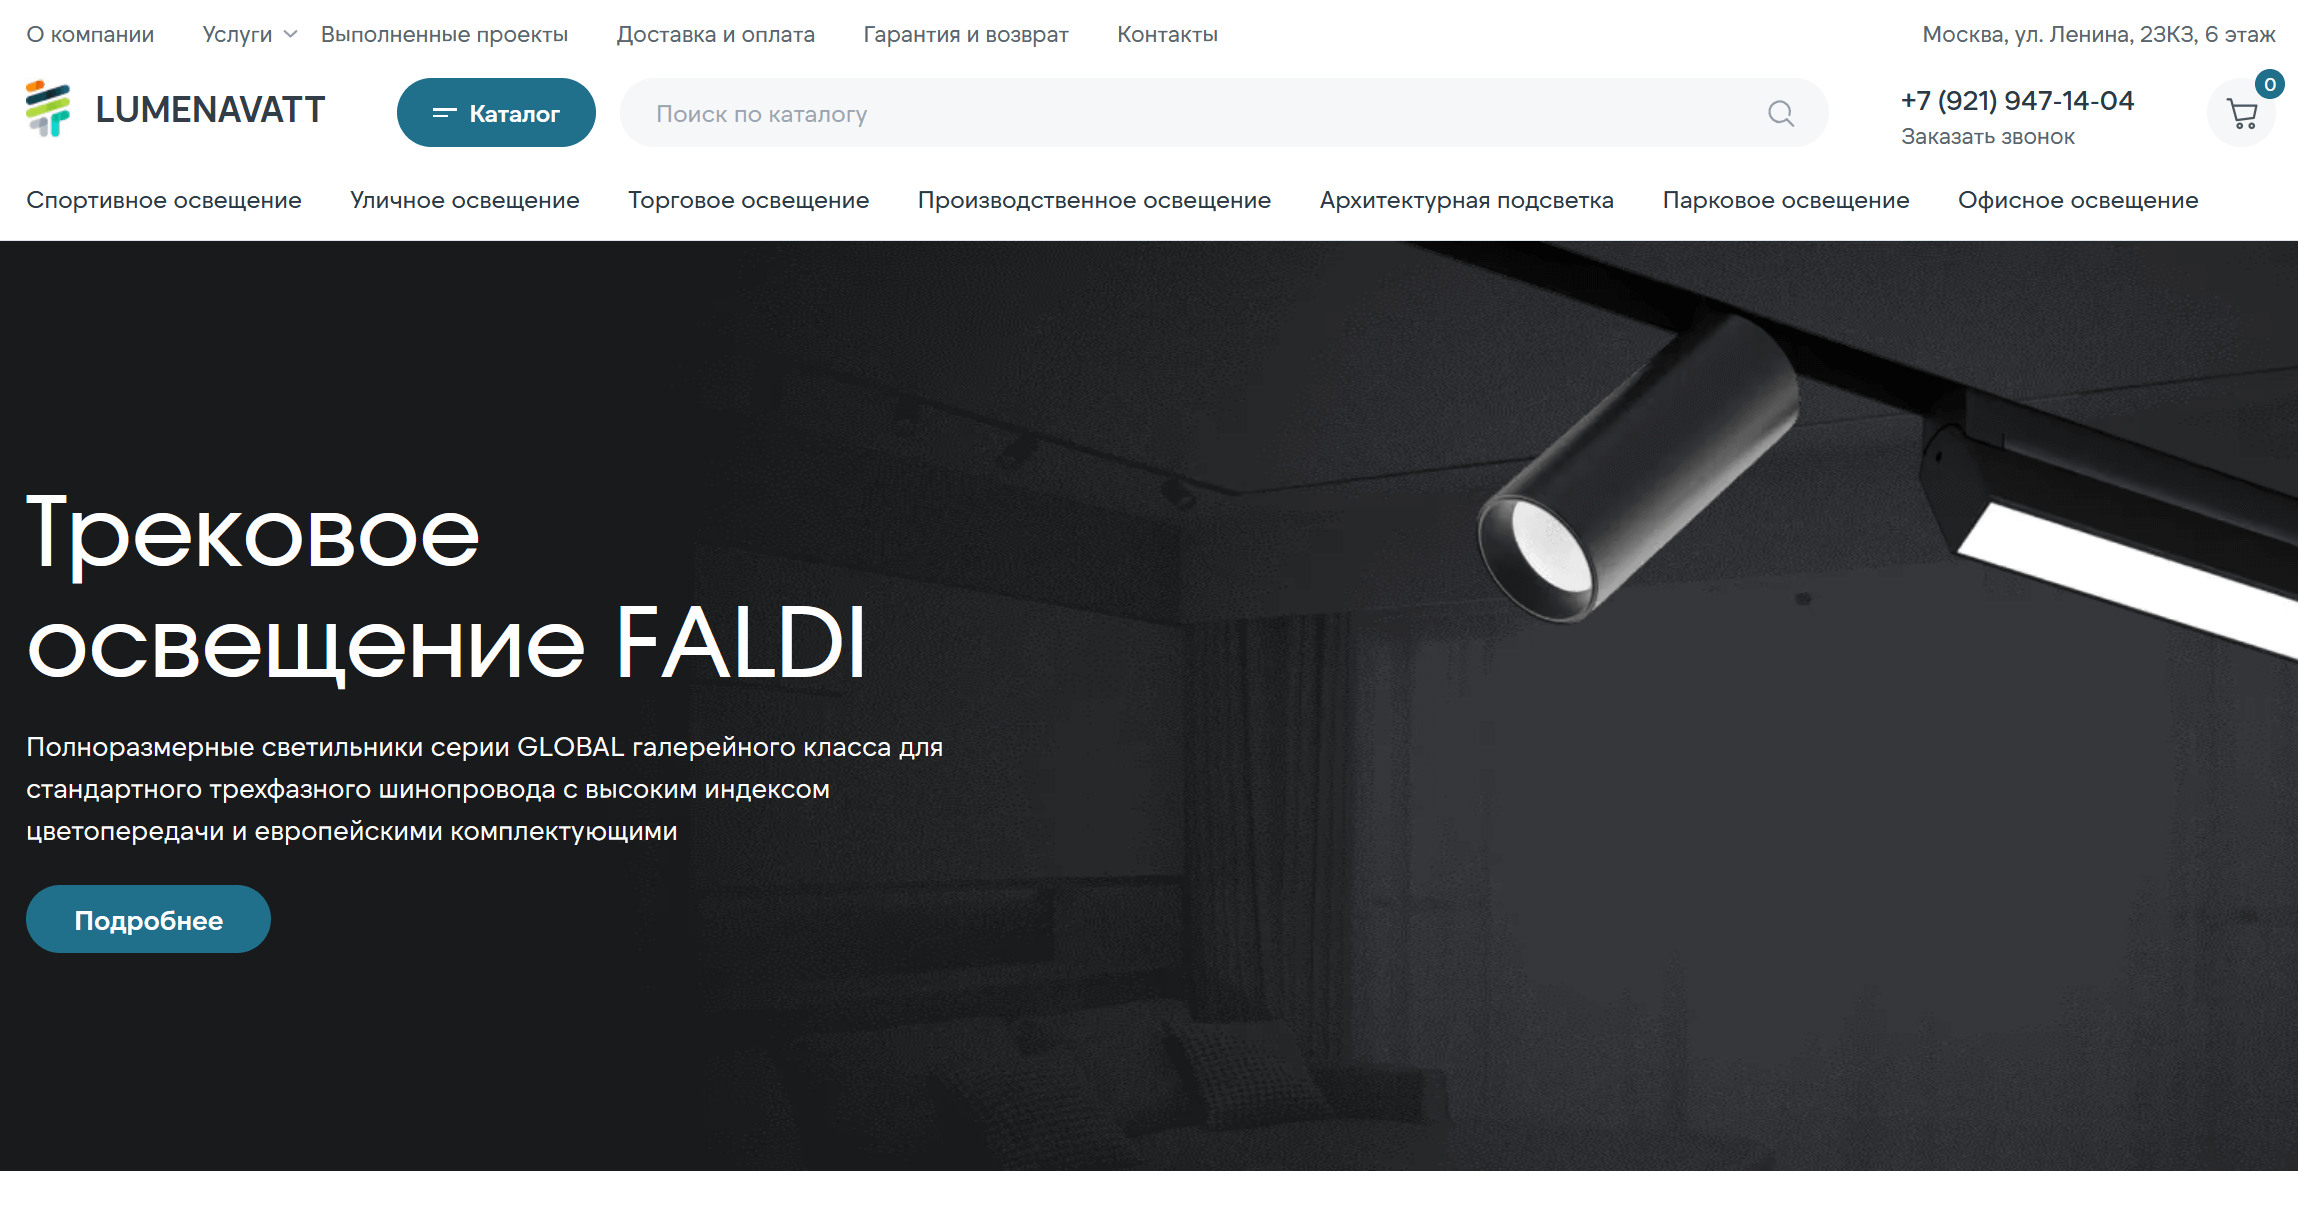 О компании Услуги Выполненные проекты Доставка и оплата Гарантия и возврат Контакты Москва, ул. Ленина, 23К3, 6 этаж
LUMENAVATT Каталог Поиск по каталогу +7 (921) 947-14-04 0
Заказать звонок
Спортивное освещение Уличное освещение Торговое освещение Производственное освещение Архитектурная подсветка Парковое освещение Офисное освещение
Трековое
освещение FALDI
Полноразмерные светильники серии GLOBAL галерейного класса для
стандартного трехфазного шинопровода с высоким индексом
цветопередачи и европейскими комплектующими
Подробнее